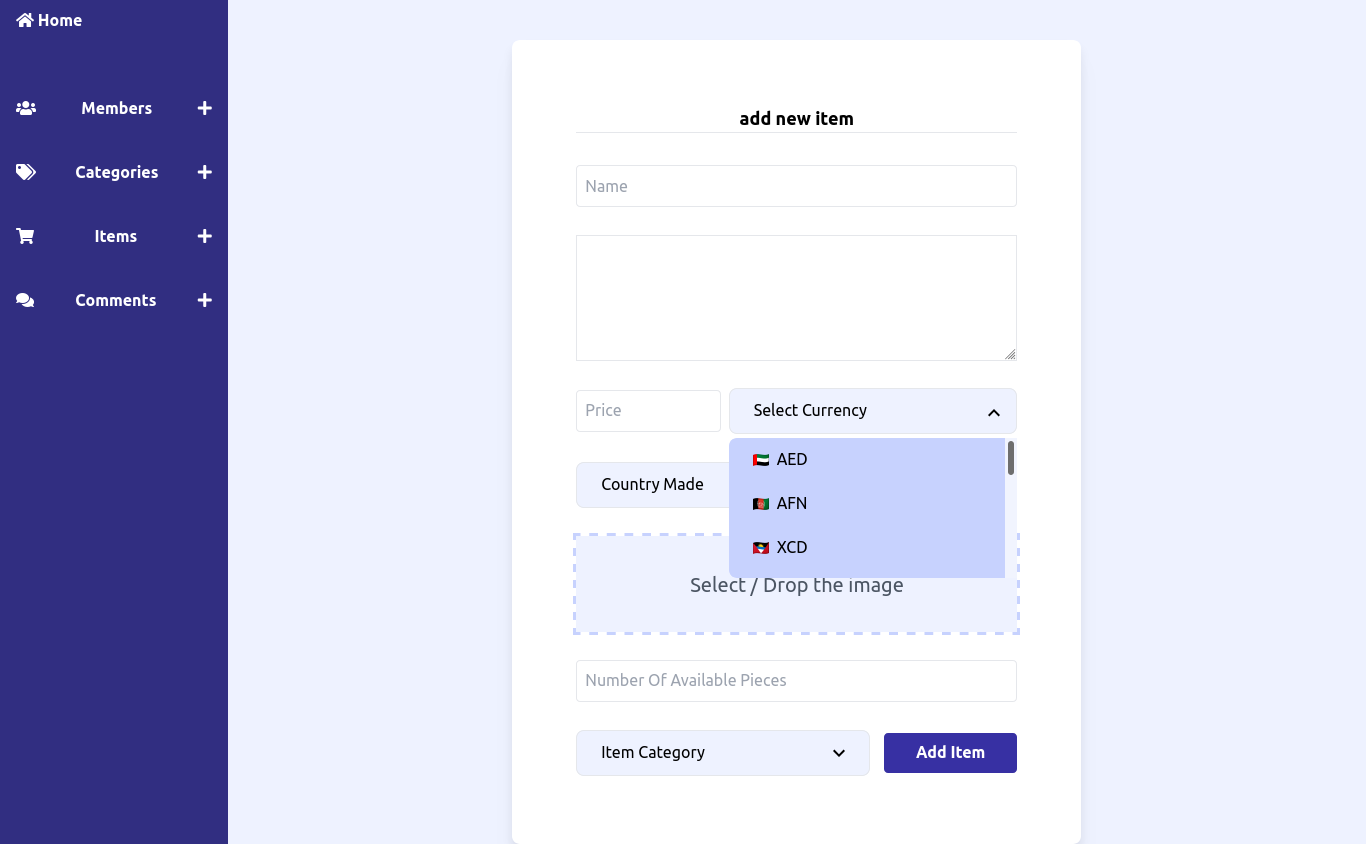 Home
Members
Categories
Items
Comments
add new item
Name
Price
Select Currency
AED
AFN
XCD
Country Made
Select / Drop the image
Number Of Available Pieces
Item Category
Add Item